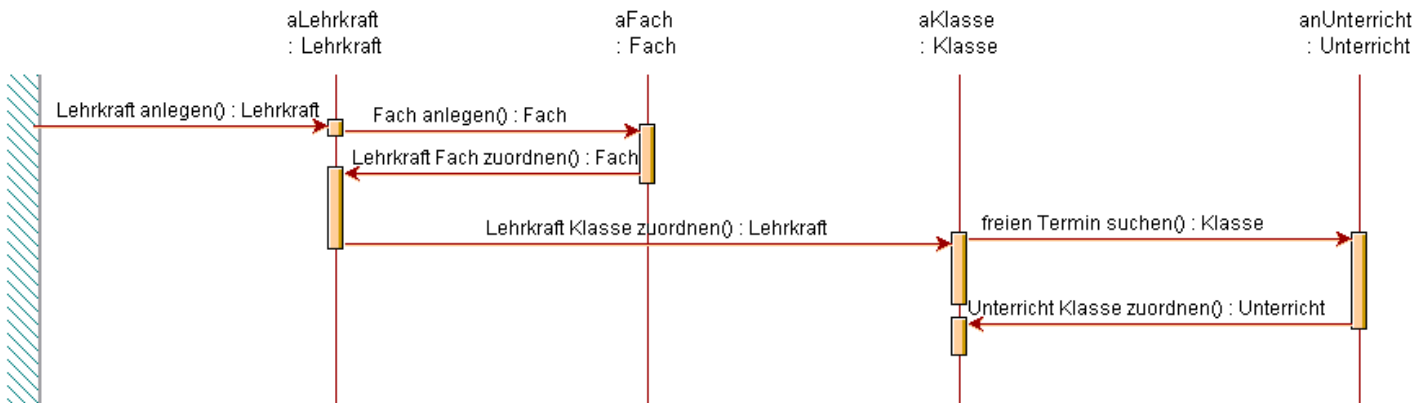 aLehrkraft
: Lehrkraft
aFach
: Fach
aKlasse
: Klasse
anUnterricht
: Unterricht
Lehrkraft anlegen() : Lehrkraft
Fach anlegen() : Fach
Lehrkraft Fach zuordnen() : Fach
Lehrkraft Klasse zuordnen() : Lehrkraft
freien Termin suchen() : Klasse
Unterricht Klasse zuordnen() : Unterricht